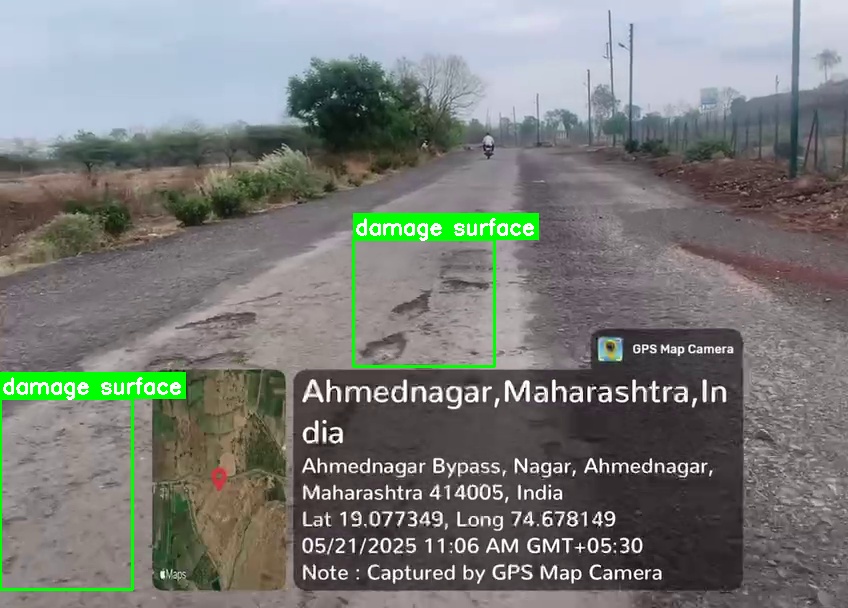 damage surface
GPS Map Camera
damage surface
Ahmednagar,Maharashtra,In
dia
Ahmednagar Bypass, Nagar, Ahmednagar,
Maharashtra 414005, India
Lat 19.077349, Long 74.678149
05/21/2025 11:06 AM GMT+05:30
Note : Captured by GPS Map Camera
Maps